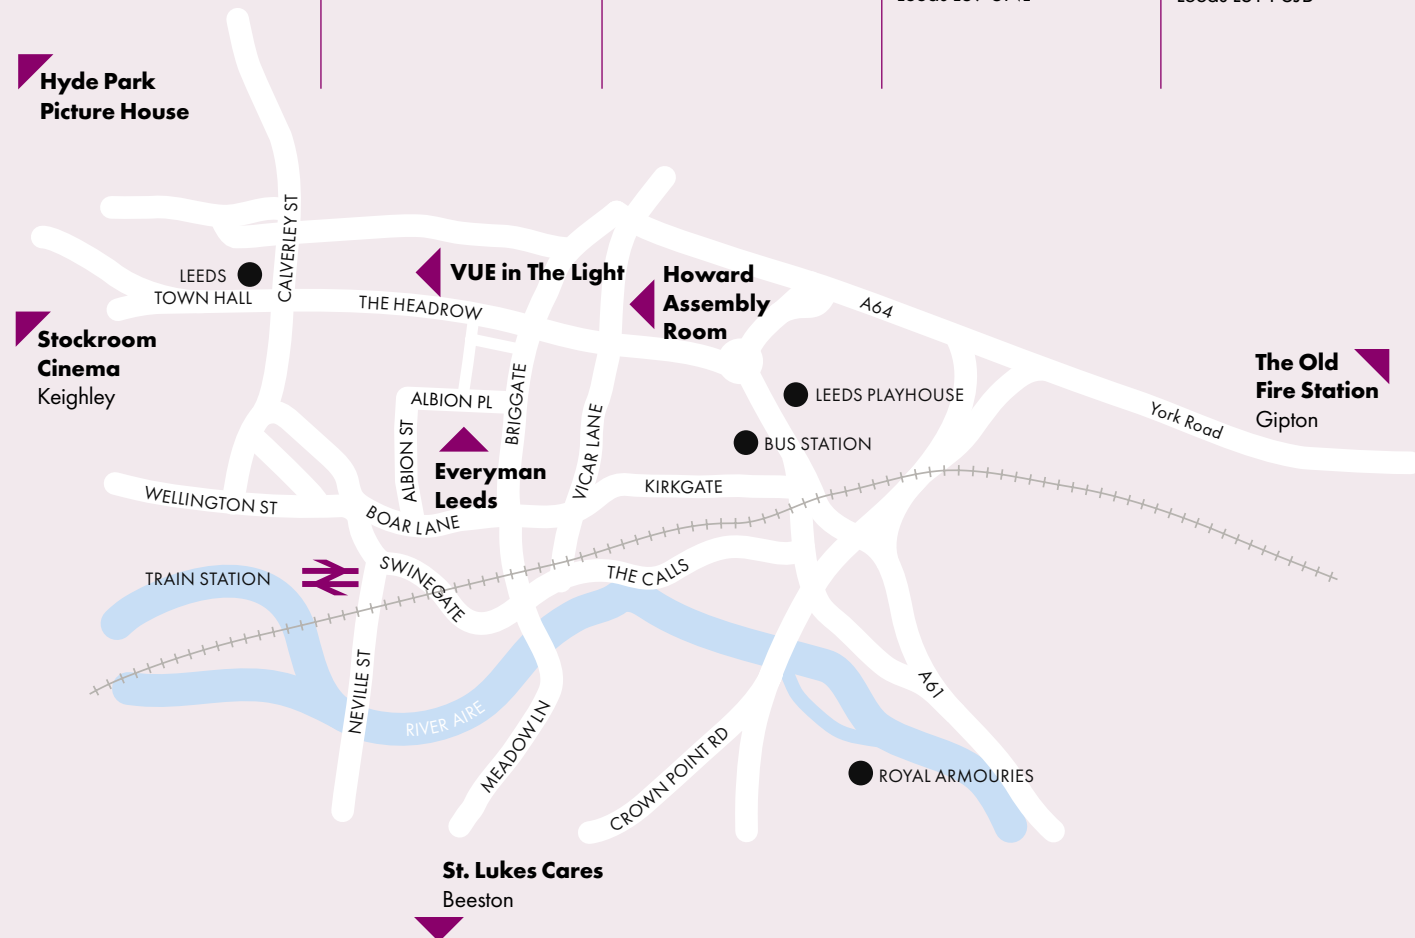 Hyde Park
Picture House
CALVERLEY ST
LEEDS
TOWN HALL
VUE in The Light
Howard
Assembly
Room
THE HEADROW
A64
Stockroom
Cinema
Keighley
The Old
Fire Station
Gipton
ALBION PL
BRIGGATE
LEEDS PLAYHOUSE
York Road
ALBION ST
VICAR LANE
BUS STATION
Everyman
Leeds
KIRKGATE
WELLINGTON ST
BOAR LANE
TRAIN STATION
SWINEGATE
THE CALLS
NEVILLE ST
RIVER AIRE
MEADOW LN
A61
CROWN POINT RD
ROYAL ARMOURIES
St. Lukes Cares
Beeston